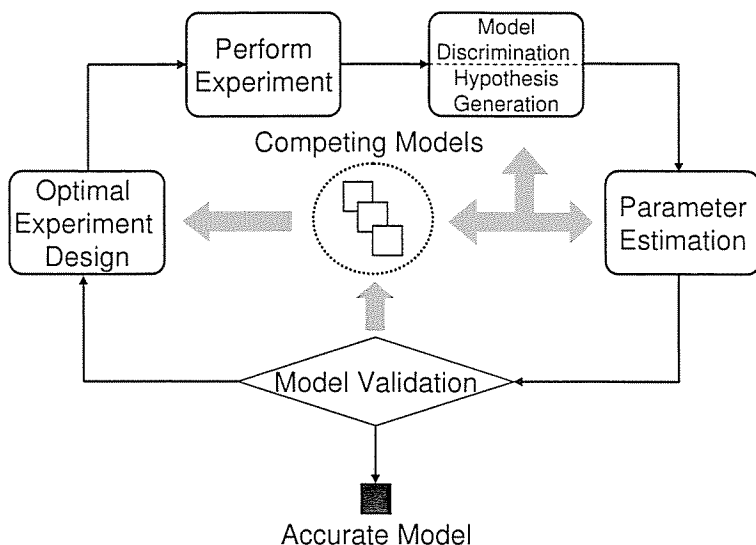 Perform
Experiment
Model
Discrimination
Hypothesis
Generation
Competing Models
Optimal
Experiment
Design
Parameter
Estimation
Model Validation
Accurate Model